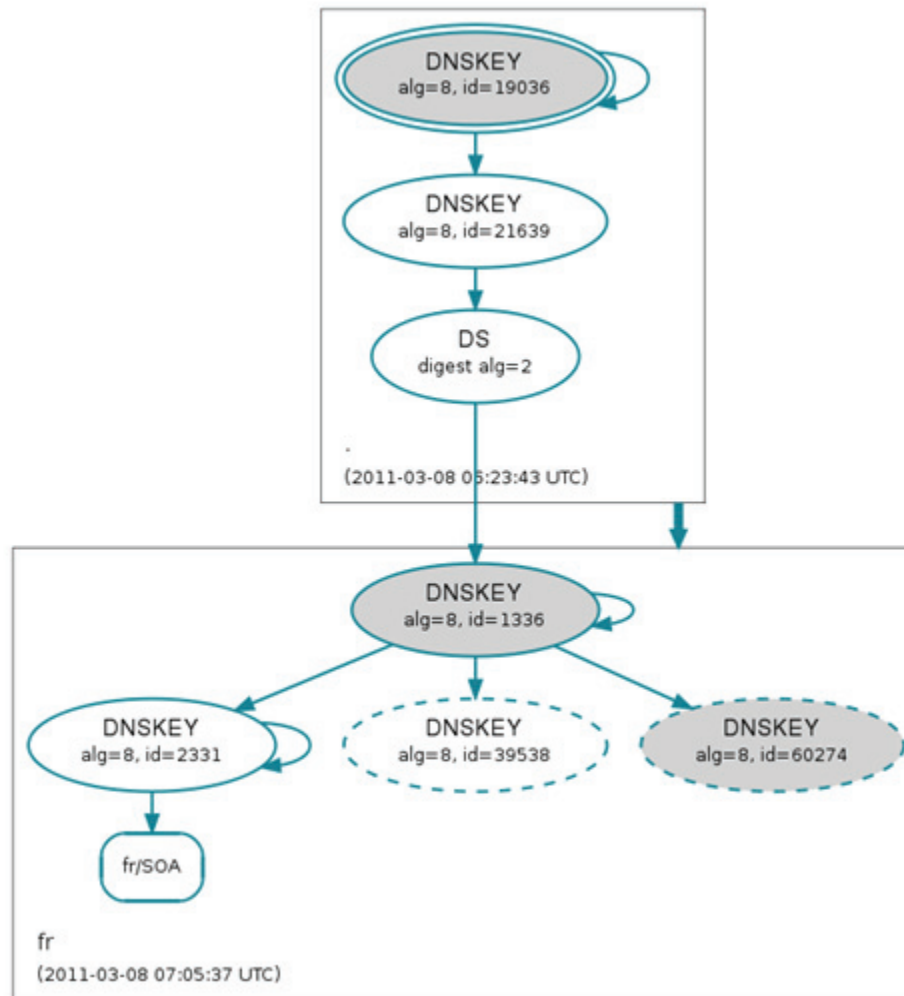 DNSKEY
alg=8, id=19036
DNSKEY
alg=8, id=21639
DS
digest alg=2
.
(2011-03-08 06:23:43 UTC)
DNSKEY
alg=8, id=1336
DNSKEY
alg=8, id=2331
DNSKEY
alg=8, id=39538
DNSKEY
alg=8, id=60274
fr/SOA
fr
(2011-03-08 07:05:37 UTC)